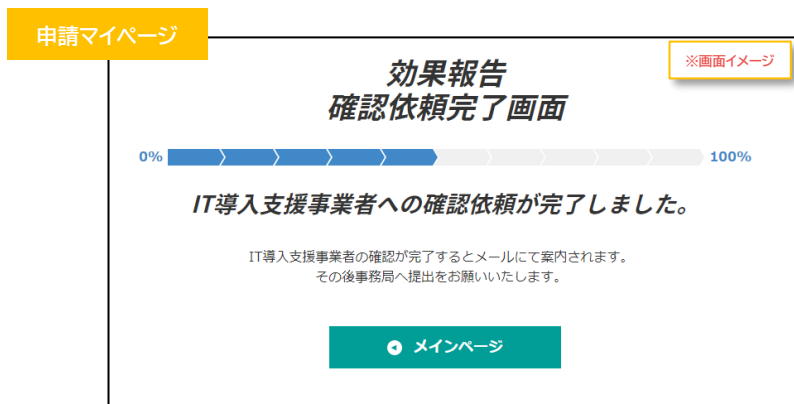 申請マイページ
※画面イメージ
効果報告
確認依頼完了画面
0%
100%
IT導入支援事業者への確認依頼が完了しました。
IT導入支援事業者の確認が完了するとメールにて案内されます。
その後事務局へ提出をお願いいたします。
メインページ